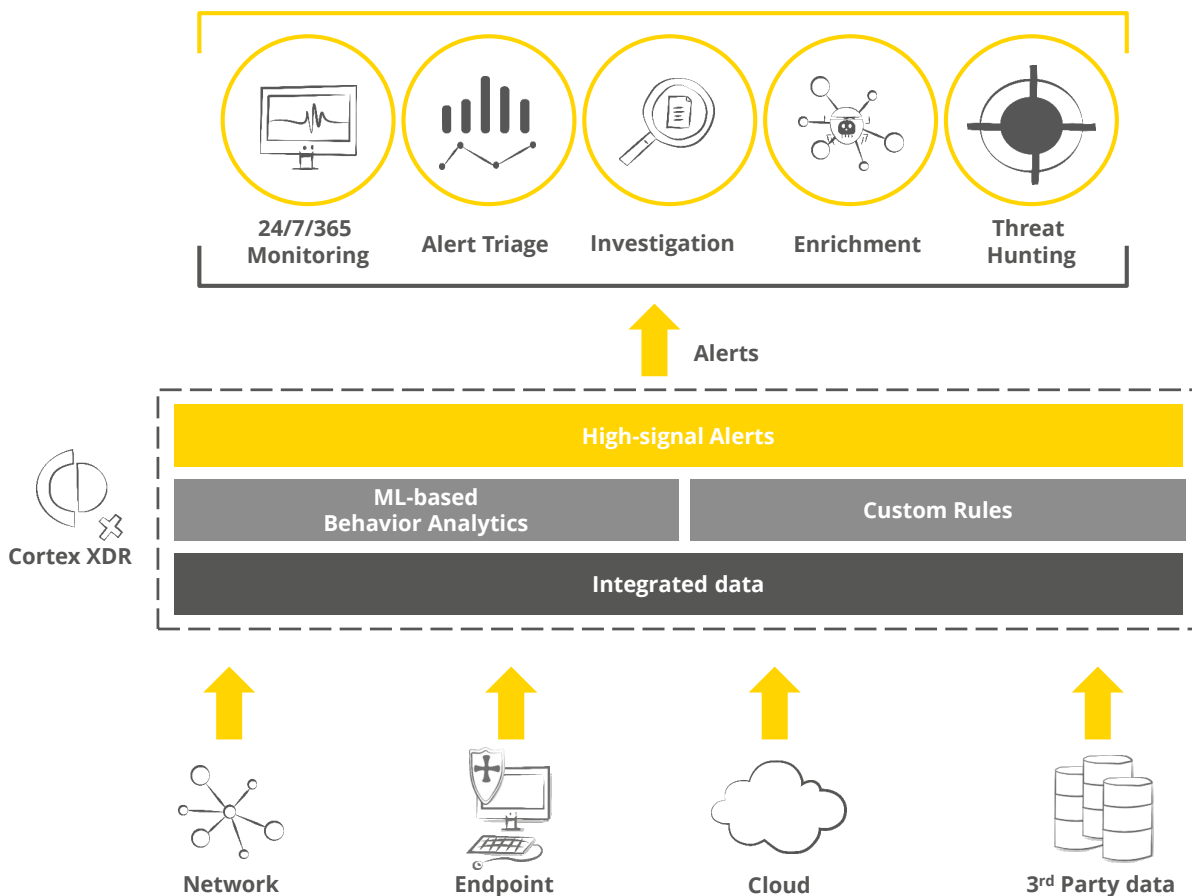 24/7/365
Monitoring
Alert Triage
Investigation
Enrichment
Threat
Hunting
Alerts
High-signal Alerts
ML-based
Behavior Analytics
Custom Rules
Cortex XDR
Integrated data
Network
Endpoint
Cloud
3rd Party data